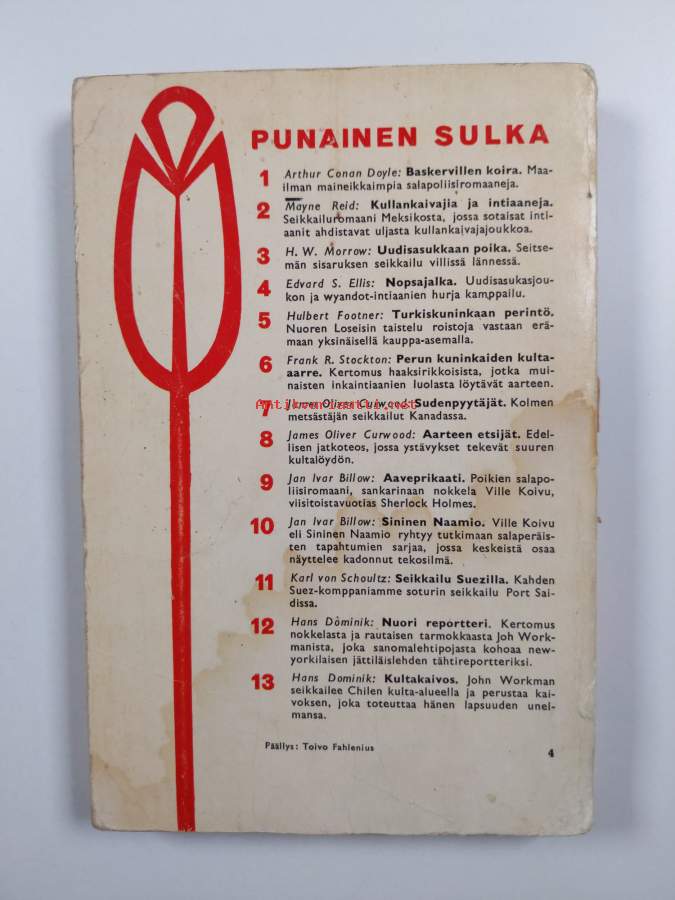 PUNAINEN SULKA
1 Arthur Conan Doyle: Baskervillen koira. Maa-
ilman maineikkaimpia salapoliisiromaaneja.
2 Mayne Reid: Kullankaivajia ja intiaaneja.
Seikkailuromaani Meksikosta, jossa sotaisat inti-
aanit ahdistavat uljasta kullankaivajajoukkoa.
3 H. W. Morrow: Uudisasukkaan poika. Seitse-
män sisaruksen seikkailu villissä lännessä.
4 Edvard S. Ellis: Nopsajalka. Uudisasukasjou-
kon ja wyandot-intiaanien hurja kamppailu.
5 Hulbert Footner: Turkiskuninkaan perintö.
Nuoren Loseisin taistelu roistoja vastaan erä-
maan yksinäisellä kauppa-asemalla.
6 Frank R. Stockton: Perun kuninkaiden kulta-
aarre. Kertomus haaksirikkoisista, jotka mui-
naisten inkaintiaanien luolasta löytävät aarteen.
7 James Oliver Curwood: Sudenpyytäjät. Kolmen
metsästäjän seikkailut Kanadassa.
8 James Oliver Curwood: Aarteen etsijät. Edel-
lisen jatkoteos, jossa ystävykset tekevät suuren
kultalöydön.
9 Jan Ivar Billow: Aaveprikaati. Poikien salapo-
liisiromaani, sankarinaan nokkela Ville Koivu,
viisitoistavuotias Sherlock Holmes.
10 Jan Ivar Billow: Sininen Naamio. Ville Koivu
eli Sininen Naamio ryhtyy tutkimaan salaperäis-
ten tapahtumien sarjaa, jossa keskeistä osaa
näyttelee kadonnut tekosilmä.
11 Karl von Schoultz: Seikkailu Suezilla. Kahden
Suez-komppaniamme soturin seikkailu Port Sai-
dissa.
12 Hans Dominik: Nuori reportteri. Kertomus
nokkelasta ja rautaisen tarmokkaasta Joh Work-
manista, joka sanomalehtipojasta kohoaa new-
yorkilaisen jättiläislehden tähtireportteriksi.
13 Hans Dominik: Kultakaivos. John Workman
seikkailee Chilen kulta-alueella ja perustaa kai-
voksen, joka toteuttaa hänen lapsuuden unel-
mansa.
Päällys: Toivo Fahlenius 4